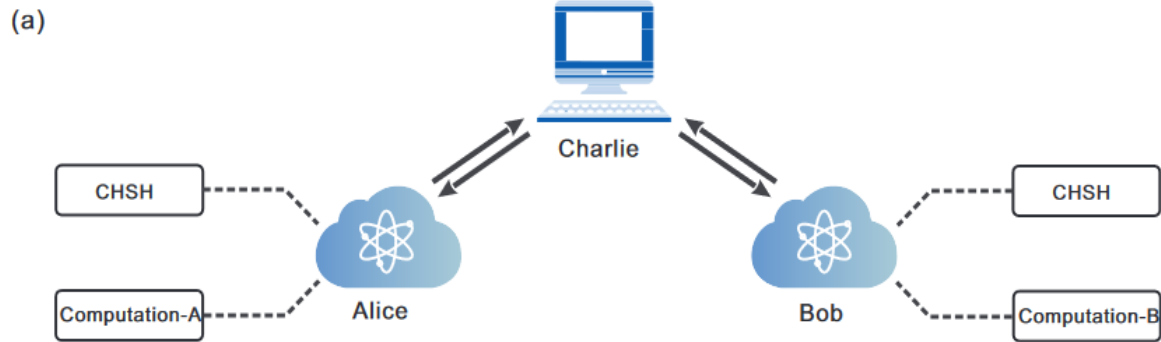 (a)
Charlie
CHSH
CHSH
Computation-A
Alice
Bob
Computation-B